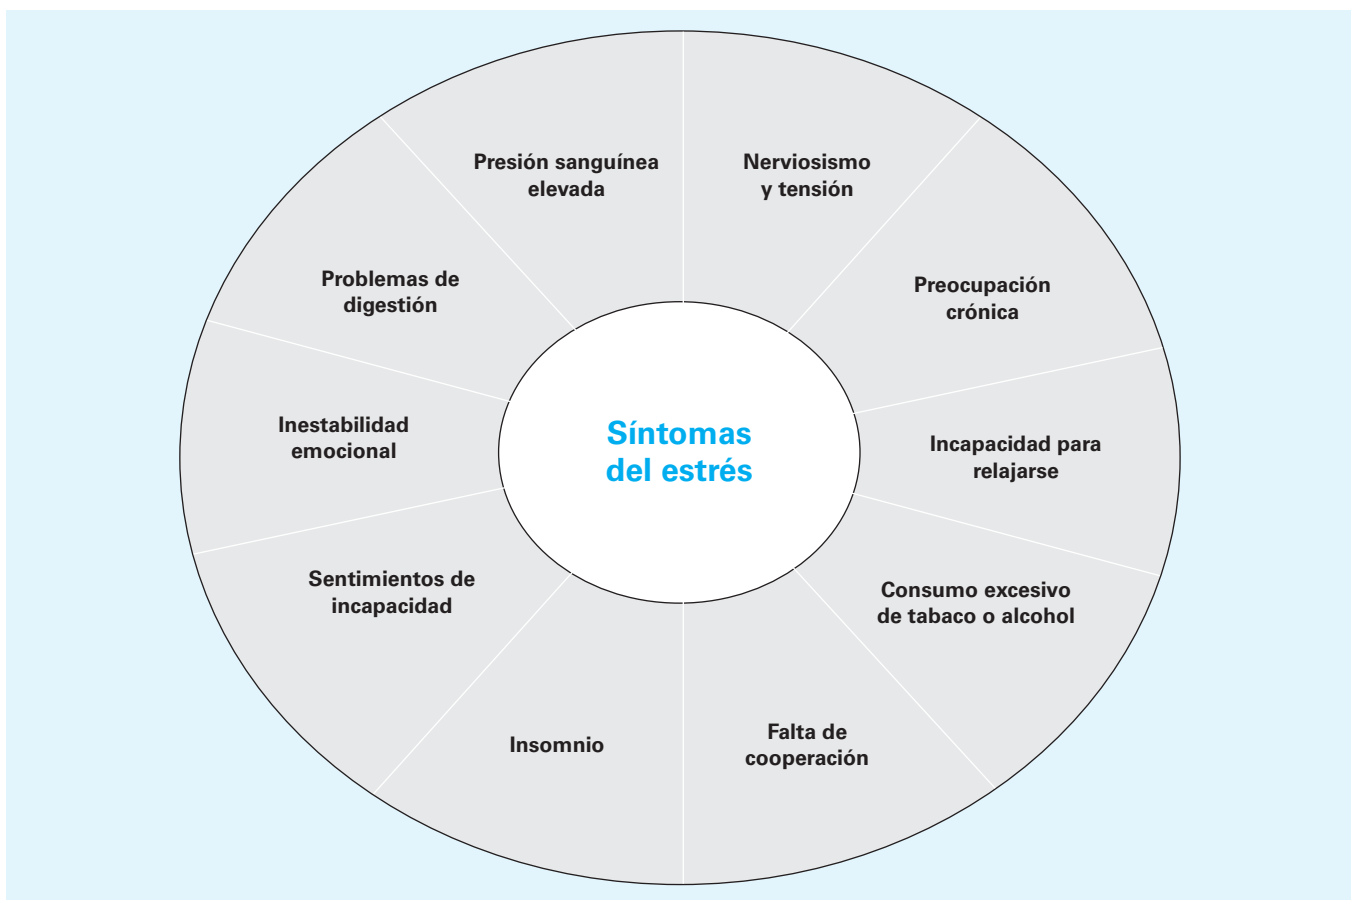 Presión sanguínea
elevada
Nerviosismo
y tensión
Problemas de
digestión
Preocupación
crónica
Inestabilidad
emocional
Síntomas
del estrés
Incapacidad para
relajarse
Sentimientos de
incapacidad
Consumo excesivo
de tabaco o alcohol
Insomnio
Falta de
cooperación